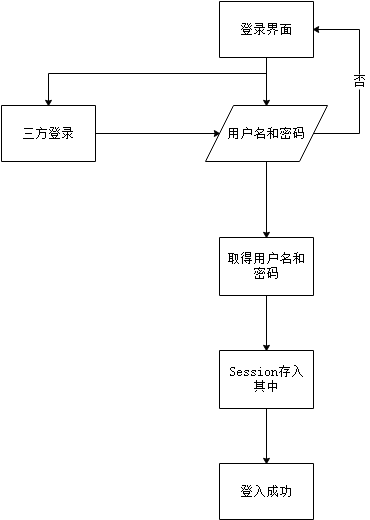 登录界面
否
三方登录
用户名和密码
取得用户名和
密码
Session存入
其中
登入成功